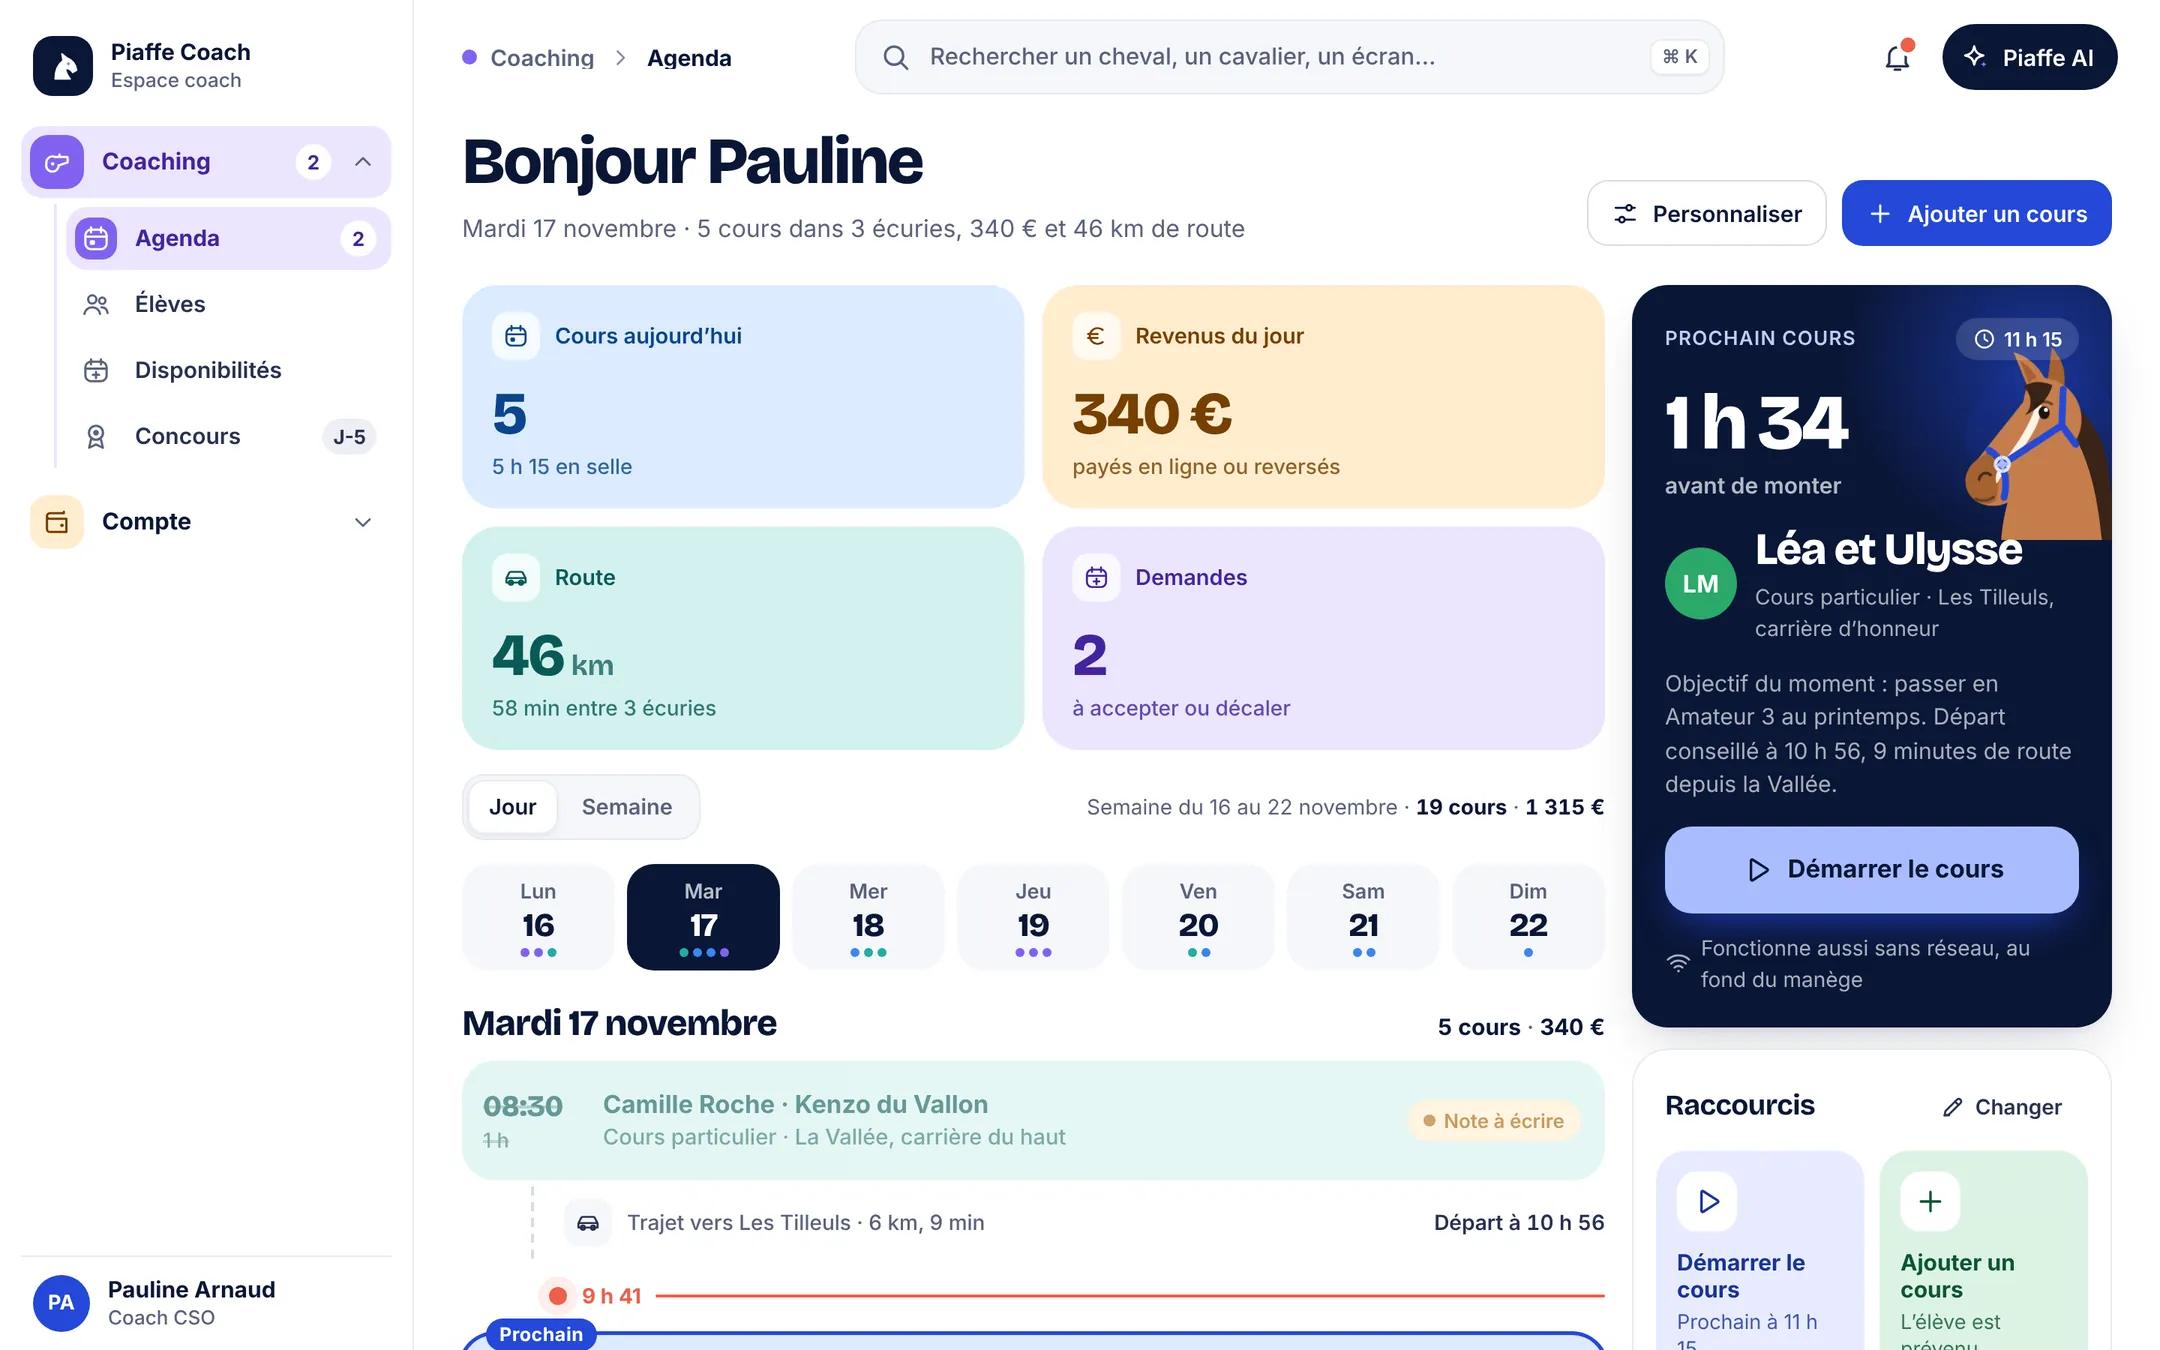 Piaffe Coach
Espace coach
Coaching
2
Agenda
2
Élèves
Disponibilités
Concours
J-5
Compte
Pauline Arnaud
Coach CSO
PA
Coaching > Agenda
Rechercher un cheval, un cavalier, un écran…
⌘ K
Piaffe AI
Bonjour Pauline
Mardi 17 novembre · 5 cours dans 3 écuries, 340 € et 46 km de route
Personnaliser
Ajouter un cours
Cours aujourd’hui
5
5 h 15 en selle
Revenus du jour
340 €
payés en ligne ou reversés
Route
46 km
58 min entre 3 écuries
Demandes
2
à accepter ou décaler
Jour
Semaine
Semaine du 16 au 22 novembre · 19 cours · 1 315 €
Lun
16
Mar
17
Mer
18
Jeu
19
Ven
20
Sam
21
Dim
22
Mardi 17 novembre
5 cours · 340 €
08:30
1 h
Camille Roche · Kenzo du Vallon
Cours particulier · La Vallée, carrière du haut
Note à écrire
Trajet vers Les Tilleuls · 6 km, 9 min
Départ à 10 h 56
9 h 41
Prochain
PROCHAIN COURS
11 h 15
1 h 34
avant de monter
LM
Léa et Ulysse
Cours particulier · Les Tilleuls,
carrière d’honneur
Objectif du moment : passer en
Amateur 3 au printemps. Départ
conseillé à 10 h 56, 9 minutes de route
depuis la Vallée.
Démarrer le cours
Fonctionne aussi sans réseau, au
fond du manège
Raccourcis
Changer
Démarrer le
cours
Prochain à 11 h
15
Ajouter un
cours
L’élève est
prévenu